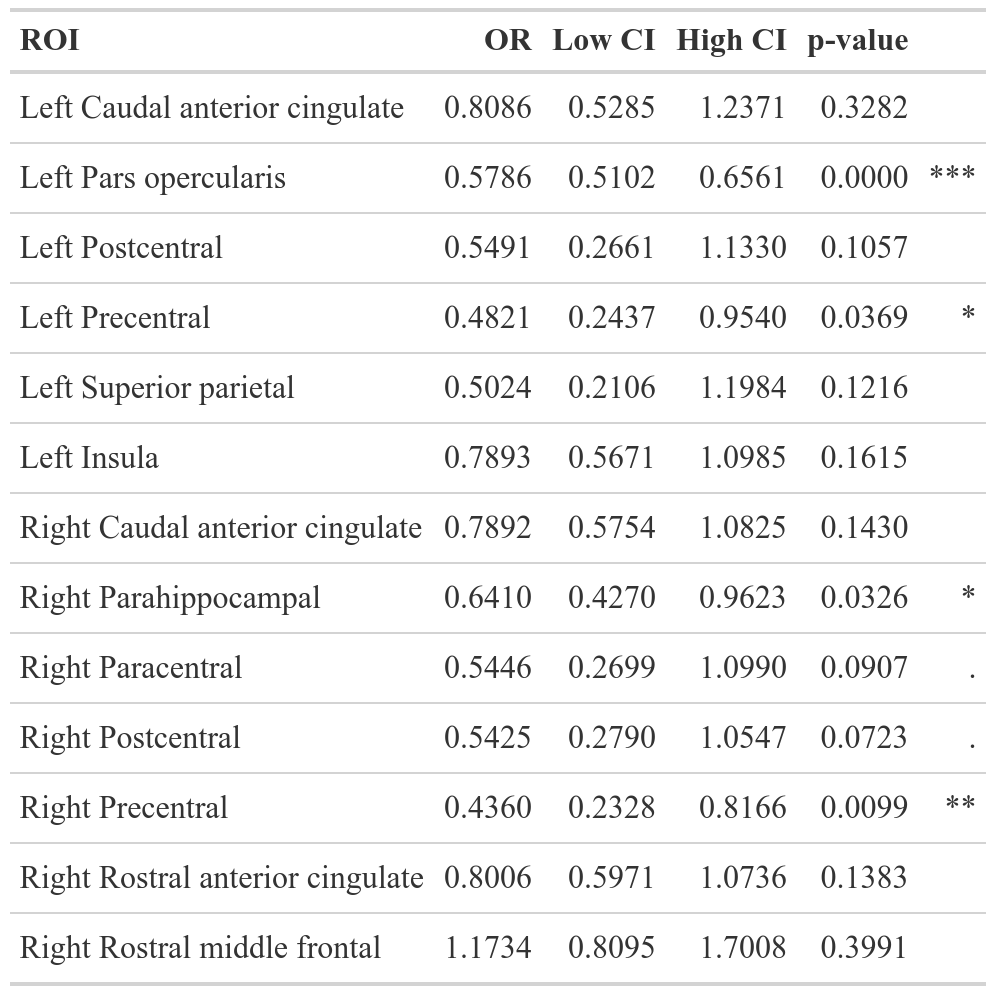 ROI OR Low CI High CI p-value
Left Caudal anterior cingulate 0.8086 0.5285 1.2371 0.3282
Left Pars opercularis 0.5786 0.5102 0.6561 0.0000 ***
Left Postcentral 0.5491 0.2661 1.1330 0.1057
Left Precentral 0.4821 0.2437 0.9540 0.0369 *
Left Superior parietal 0.5024 0.2106 1.1984 0.1216
Left Insula 0.7893 0.5671 1.0985 0.1615
Right Caudal anterior cingulate 0.7892 0.5754 1.0825 0.1430
Right Parahippocampal 0.6410 0.4270 0.9623 0.0326 *
Right Paracentral 0.5446 0.2699 1.0990 0.0907 .
Right Postcentral 0.5425 0.2790 1.0547 0.0723 .
Right Precentral 0.4360 0.2328 0.8166 0.0099 **
Right Rostral anterior cingulate 0.8006 0.5971 1.0736 0.1383
Right Rostral middle frontal 1.1734 0.8095 1.7008 0.3991